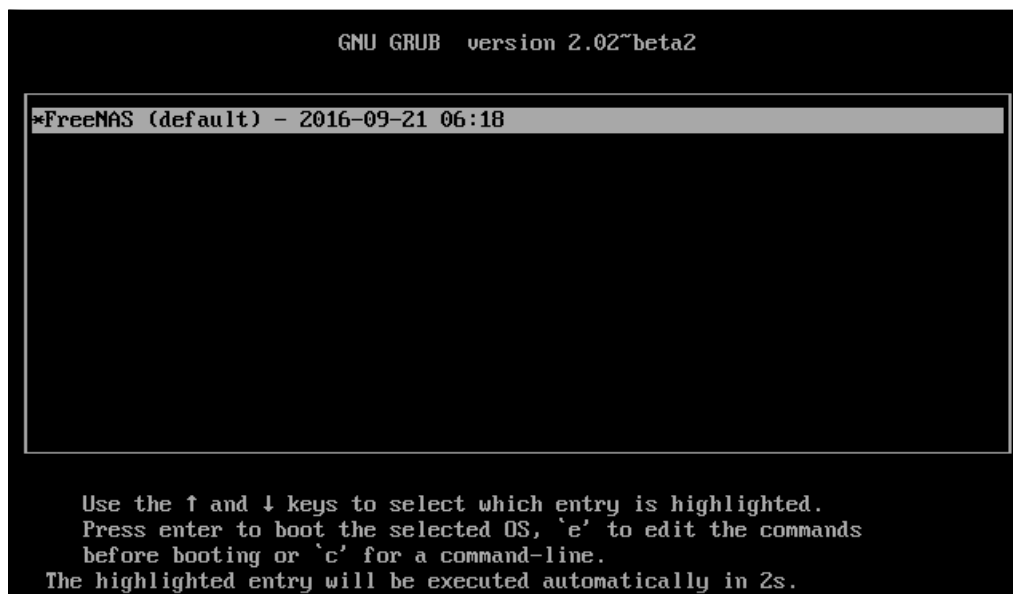 GNU GRUB  version 2.02~beta2
*FreeNAS (default) - 2016-09-21 06:18
Use the ↑ and ↓ keys to select which entry is highlighted.
Press enter to boot the selected OS, `e' to edit the commands
before booting or `c' for a command-line.
The highlighted entry will be executed automatically in 2s.